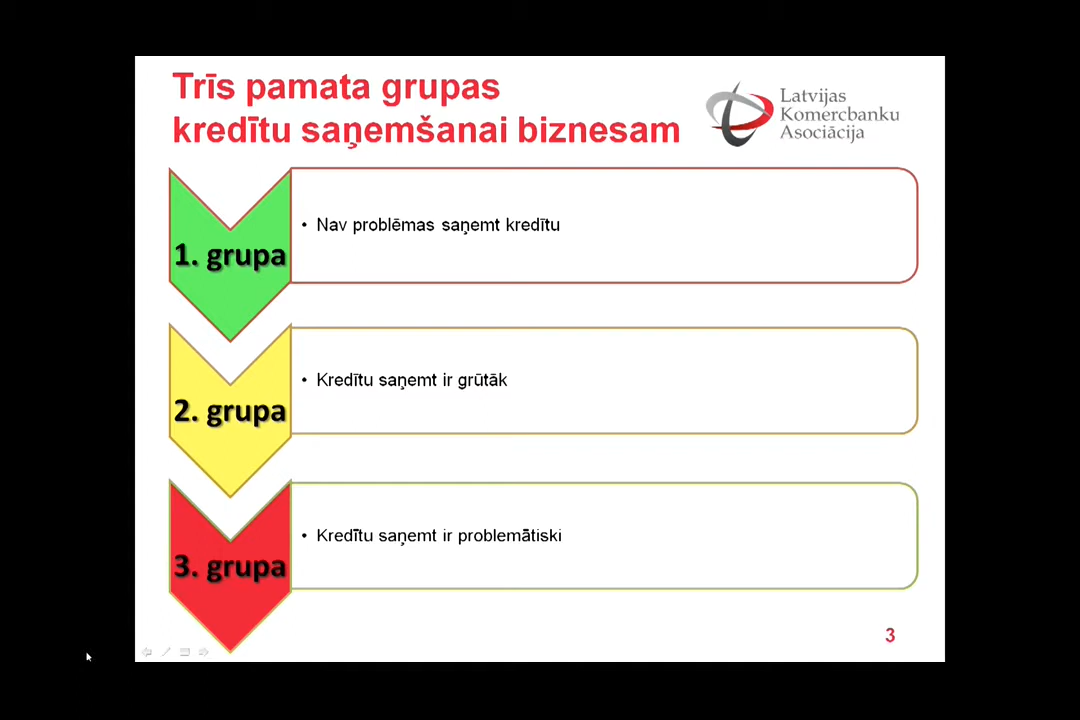 Trīs pamata grupas
kredītu saņemšanai biznesam
Latvijas
Komercbanku
Asociācija
1. grupa
• Nav problēmas saņemt kredītu
2. grupa
• Kredītu saņemt ir grūtāk
3. grupa
• Kredītu saņemt ir problemātiski
3